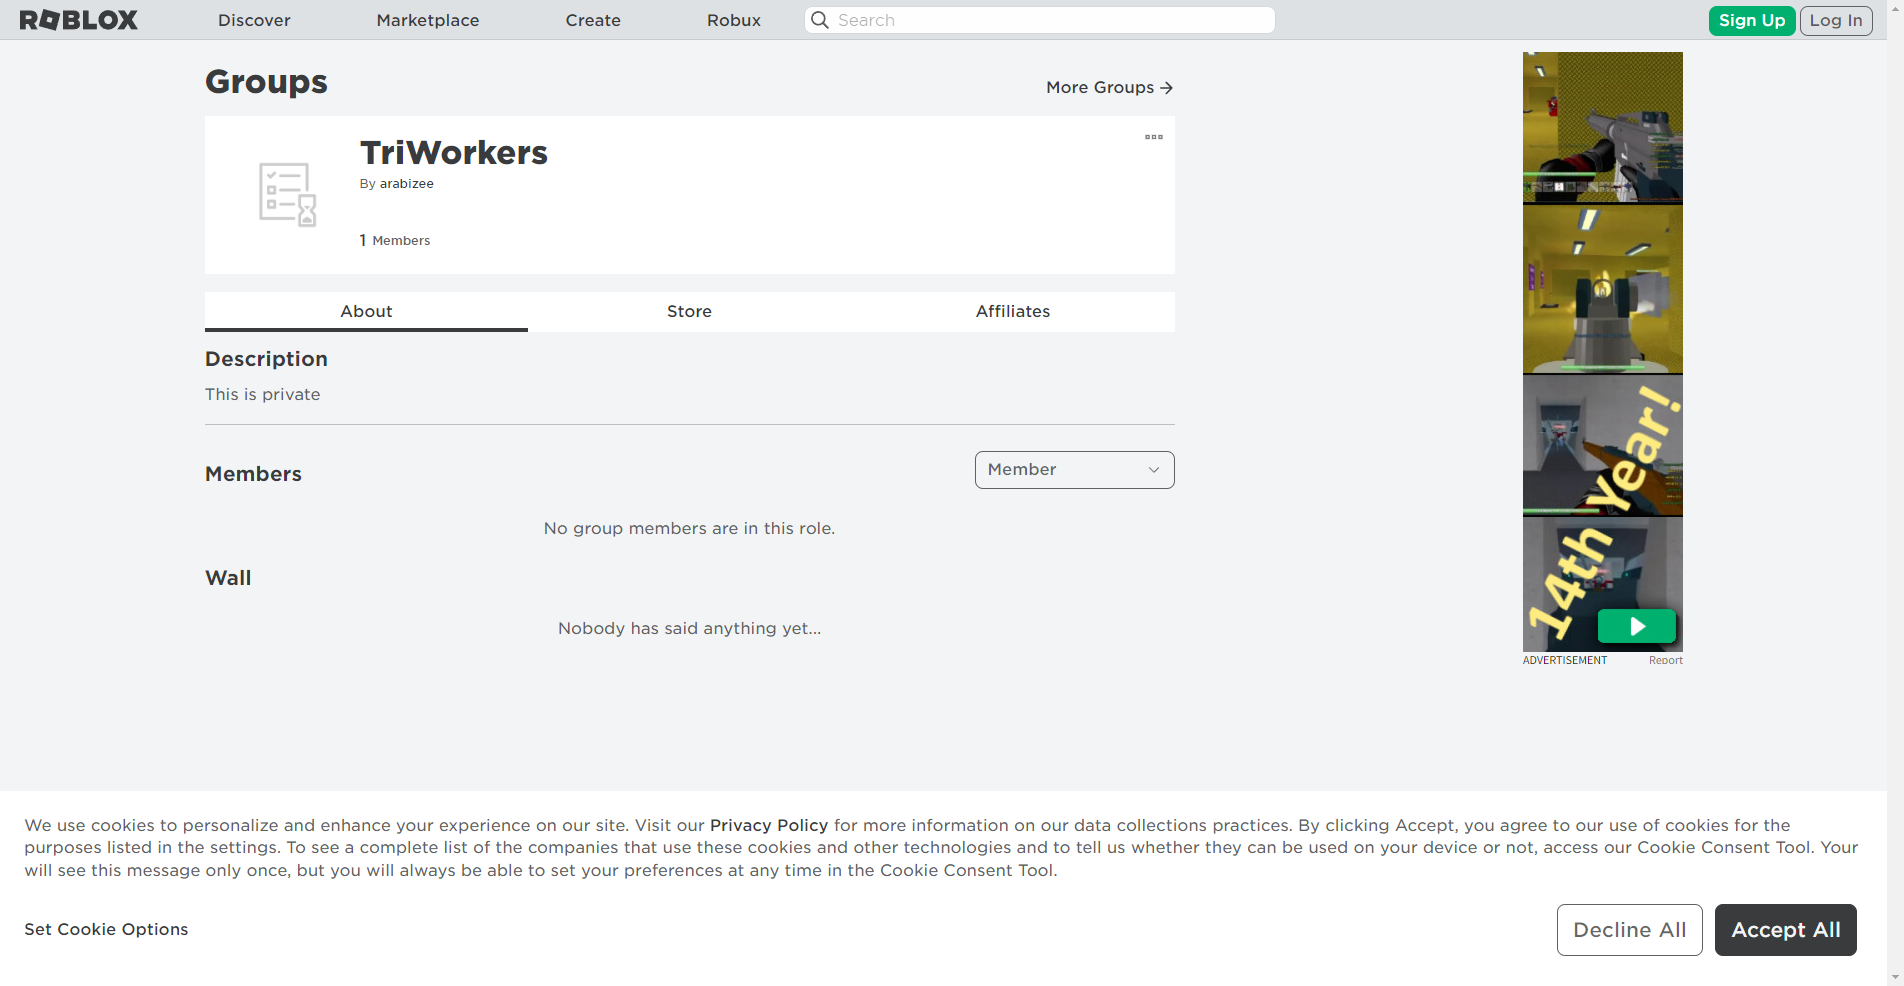 ROBLOX
Discover
Marketplace
Create
Robux
Search
Sign Up
Log In
Groups
More Groups
TriWorkers
By arabizee
1 Members
About
Store
Affiliates
Description
This is private
Members
Member
No group members are in this role.
Wall
Nobody has said anything yet...
14th Year!
ADVERTISEMENT
Report
We use cookies to personalize and enhance your experience on our site. Visit our Privacy Policy for more information on our data collections practices. By clicking Accept, you agree to our use of cookies for the
purposes listed in the settings. To see a complete list of the companies that use these cookies and other technologies and to tell us whether they can be used on your device or not, access our Cookie Consent Tool. Your
will see this message only once, but you will always be able to set your preferences at any time in the Cookie Consent Tool.
Set Cookie Options
Decline All
Accept All